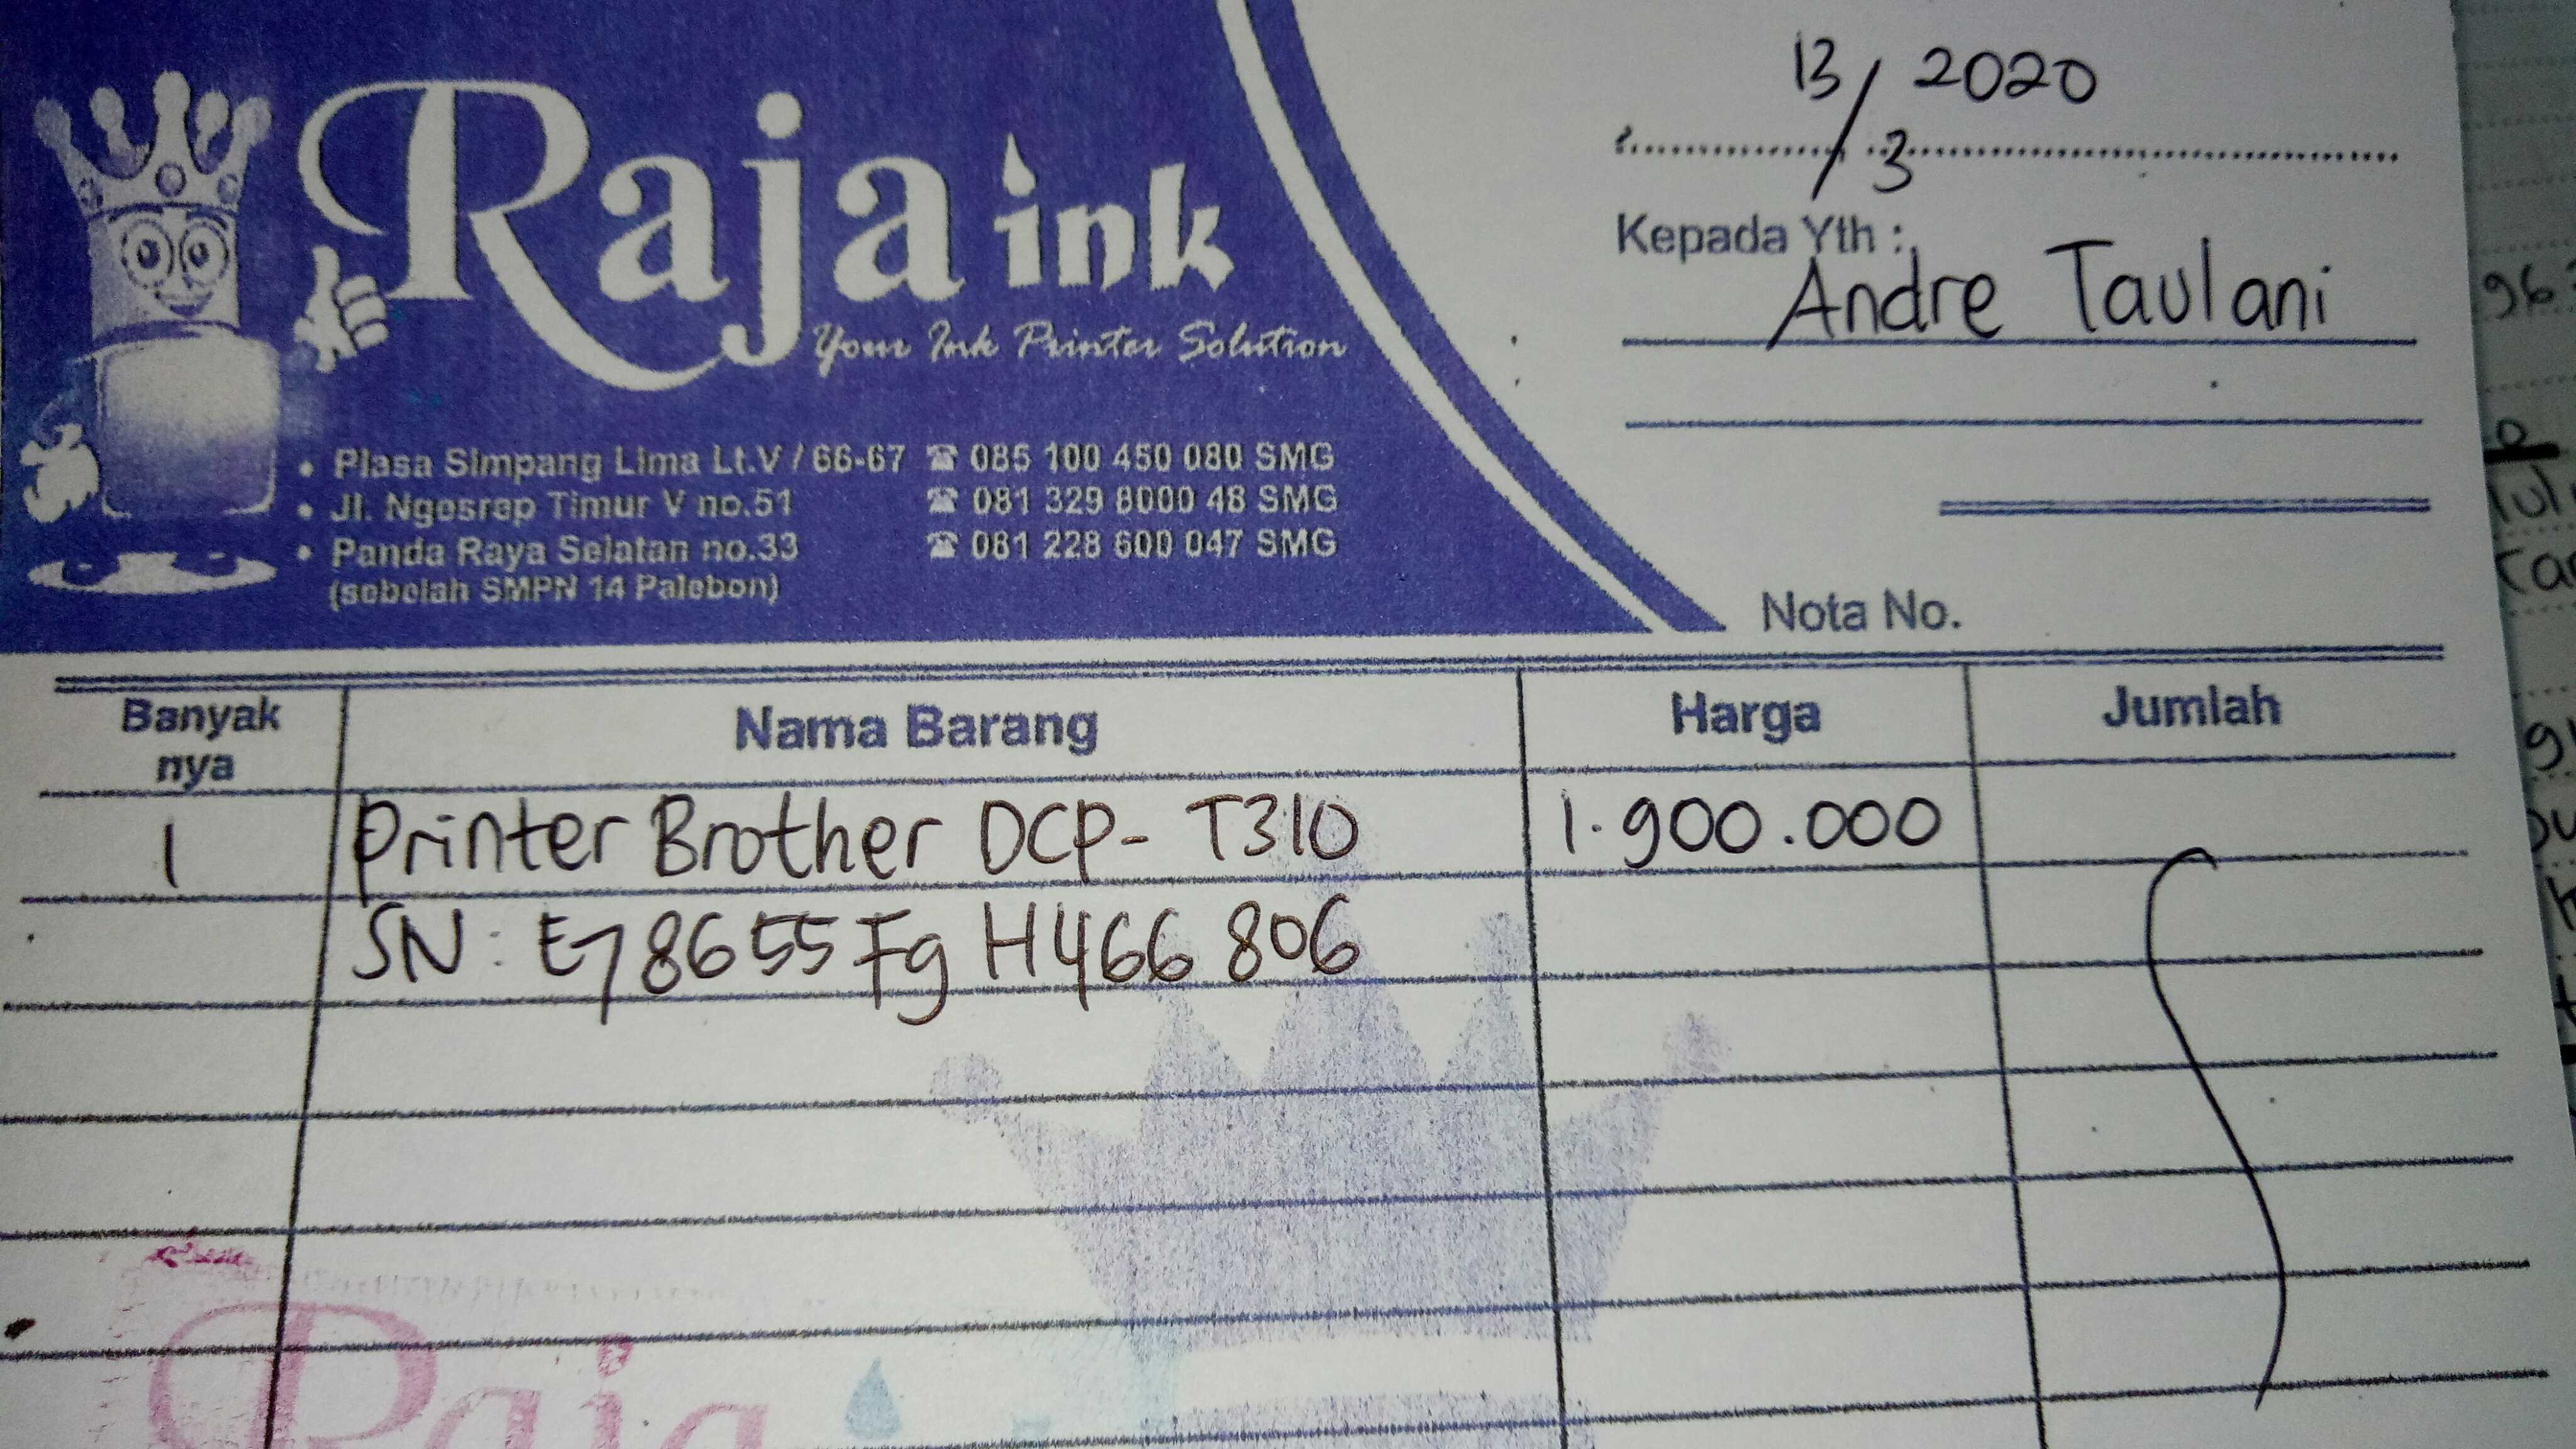 Raja ink
Your Ink Printer Solution
• Plasa Simpang Lima Lt.V / 66-67 ☎ 085 100 450 080 SMG
• Jl. Ngesrep Timur V no.51 ☎ 081 329 8000 48 SMG
• Panda Raya Selatan no.33 ☎ 081 228 600 047 SMG
(sebelah SMPN 14 Palebon)
13/3 2020
Kepada Yth :
Andre Taulani
Nota No.
Banyak nya Nama Barang Harga Jumlah
1 Printer Brother DCP- T310 1.900.000
SN: E78655Fg H466 806
Raja